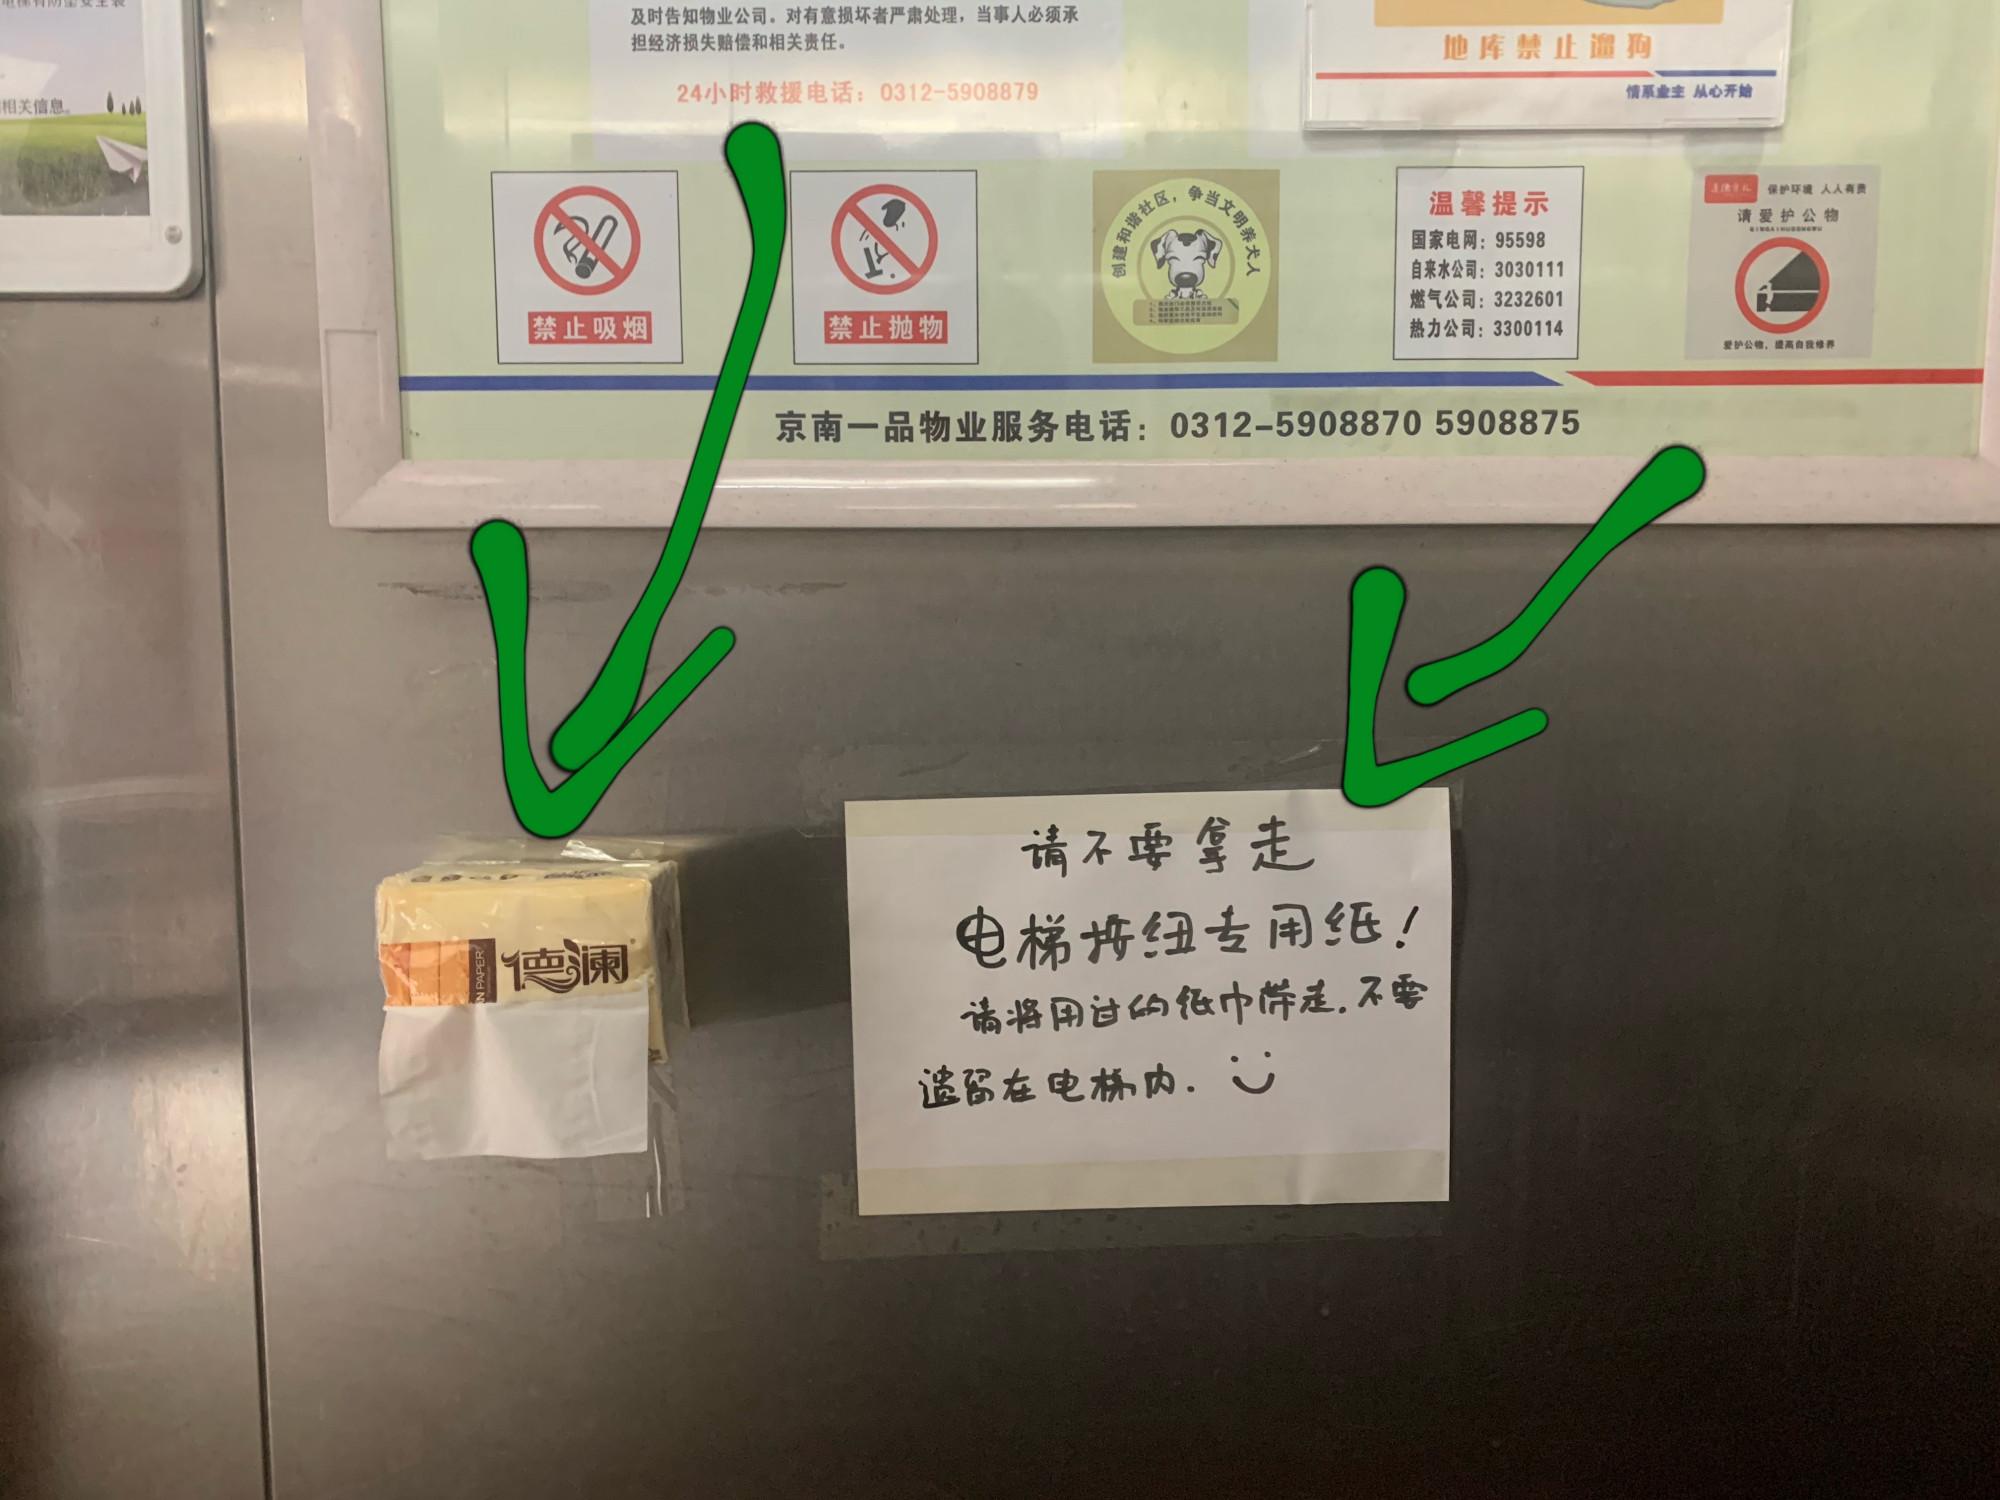 相关信息。
及时告知物业公司。对有意损坏者严肃处理，当事人必须承
担经济损失赔偿和相关责任。
24小时救援电话：0312-5908879
地库禁止遛狗
情系业主 从心开始
禁止吸烟
禁止抛物
创建和谐社区，争当文明养犬人
温馨提示
国家电网：95598
自来水公司：3030111
燃气公司：3232601
热力公司：3300114
保护环境 人人有责
请爱护公物
爱护公物，提高自我修养
京南一品物业服务电话：0312-5908870 5908875
德澜
N PAPER
请不要拿走
电梯按纽专用纸！
请将用过的纸巾带走.不要
遗留在电梯内.